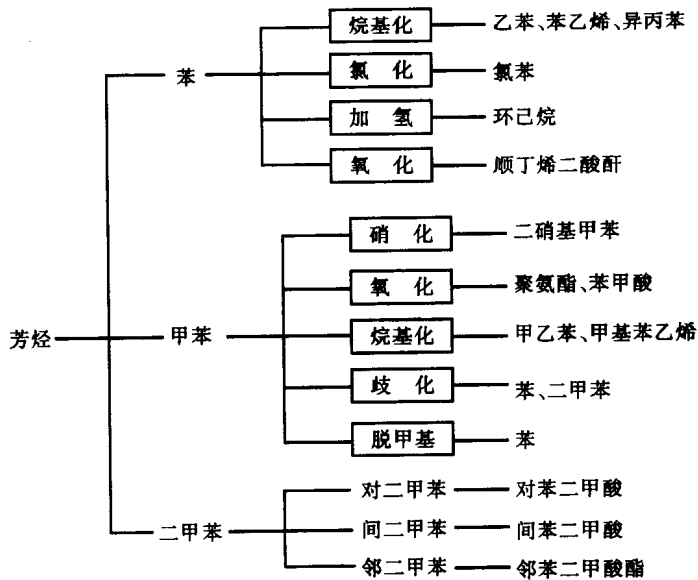 烷基化 乙苯、苯乙烯、异丙苯
苯 氯 化 氯苯
加 氢 环己烷
氧 化 顺丁烯二酸酐
硝 化 二硝基甲苯
氧 化 聚氨酯、苯甲酸
芳烃 甲苯 烷基化 甲乙苯、甲基苯乙烯
歧 化 苯、二甲苯
脱甲基 苯
对二甲苯 对苯二甲酸
二甲苯 间二甲苯 间苯二甲酸
邻二甲苯 邻苯二甲酸酯